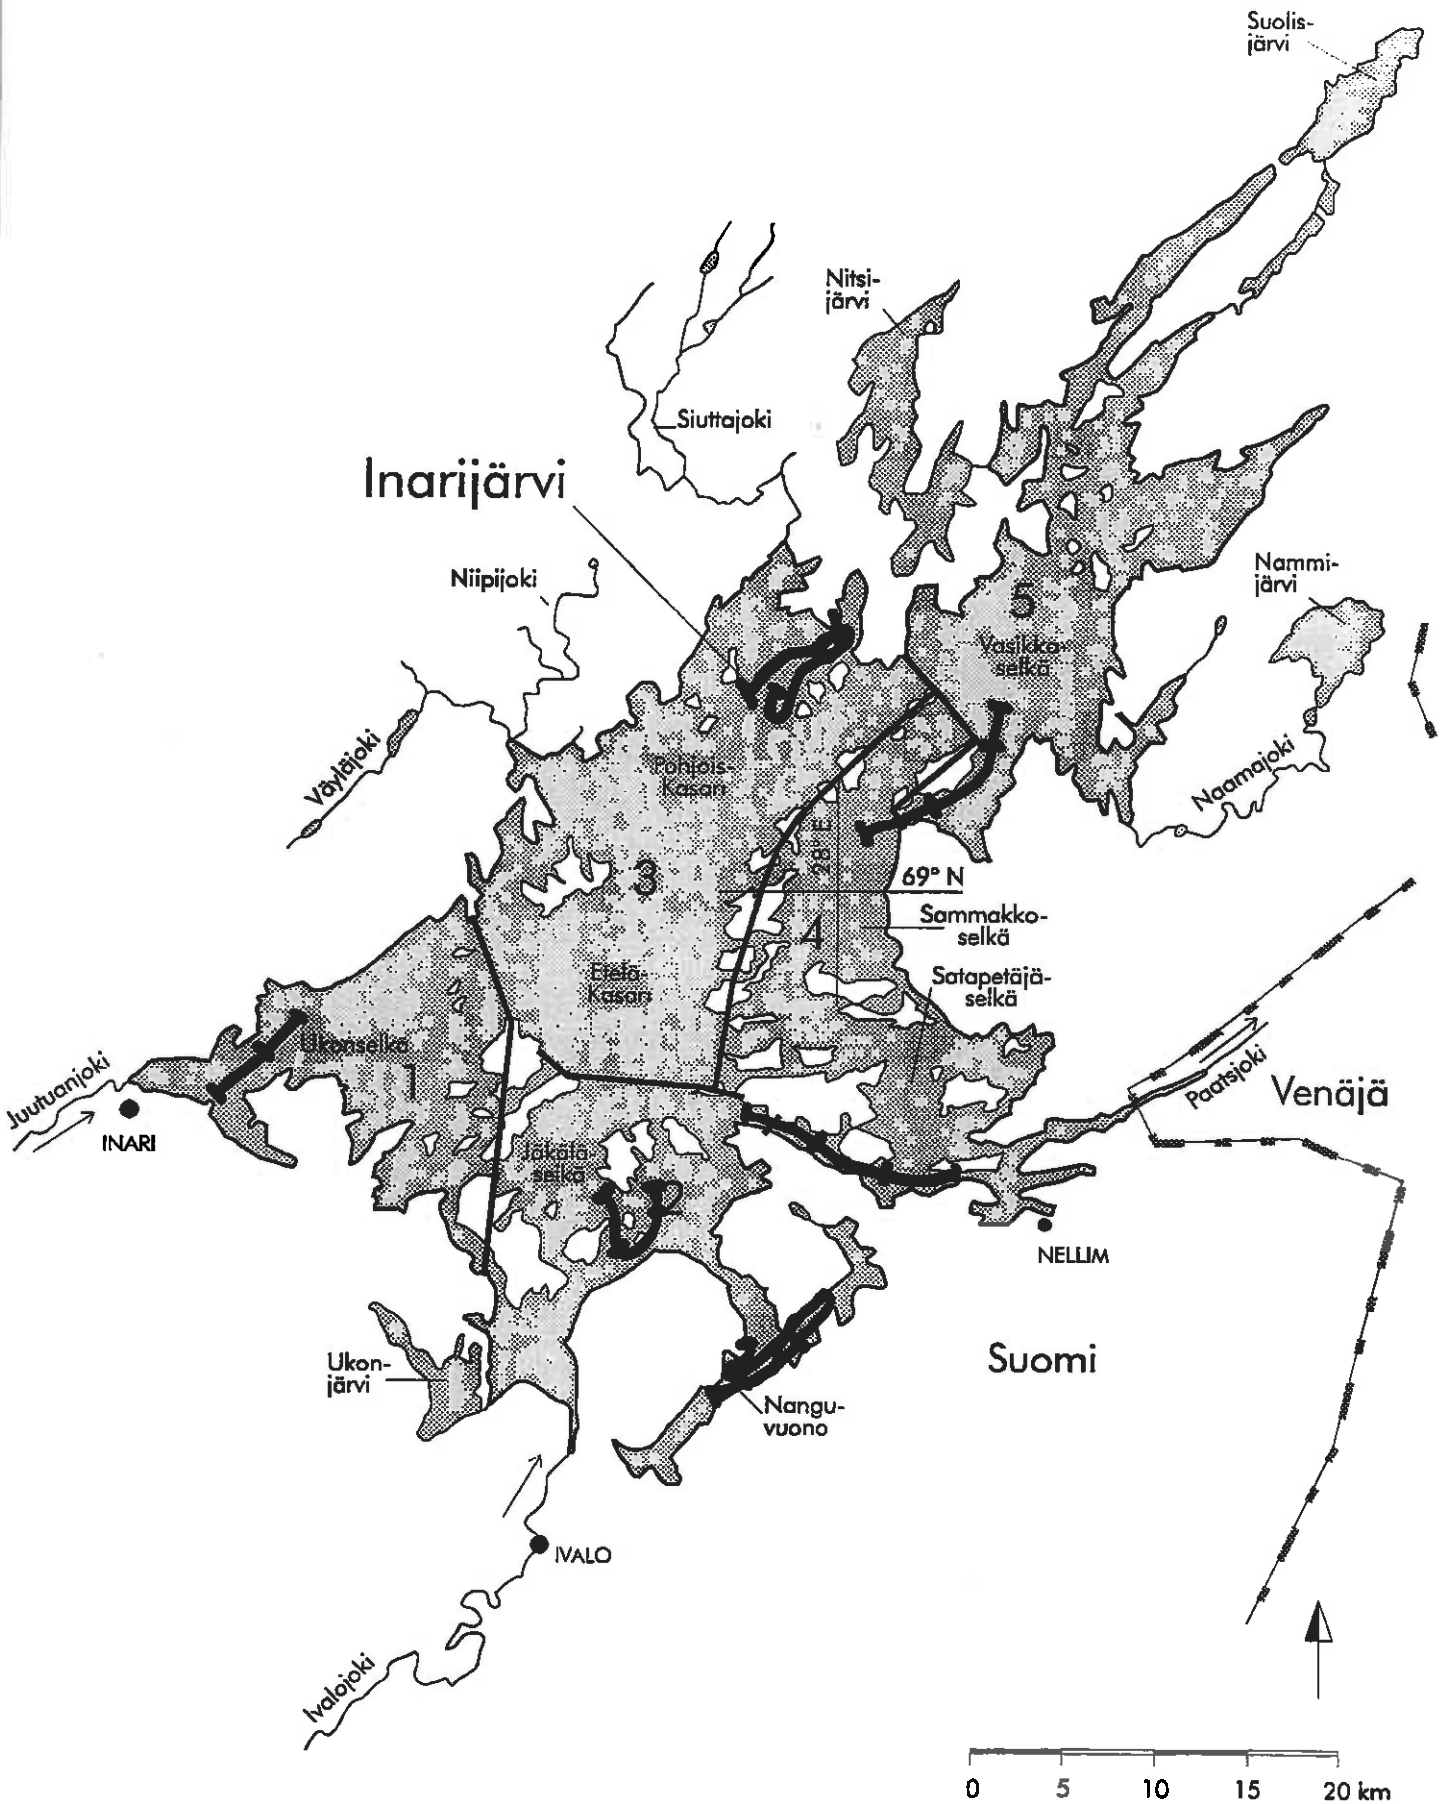 Suolis-
järvi
Nitsi-
järvi
Siuttajoki
Inarijärvi
Niipijoki
Nammi-
järvi
5
Vasikka-
selkä
Väyläjoki
Pohjois-
Kasari
Naamajoki
28° E
3
69° N
4
Sammakko-
selkä
Etelä-
Kasari
Satapetäjä-
selkä
Ukonselkä
1
Juutuanjoki
INARI
Paatsjoki
Venäjä
Jäkälä-
selkä
2
NELLIM
Suomi
Ukon-
järvi
Nangu-
vuono
IVALO
Ivalojoki
0 5 10 15 20 km